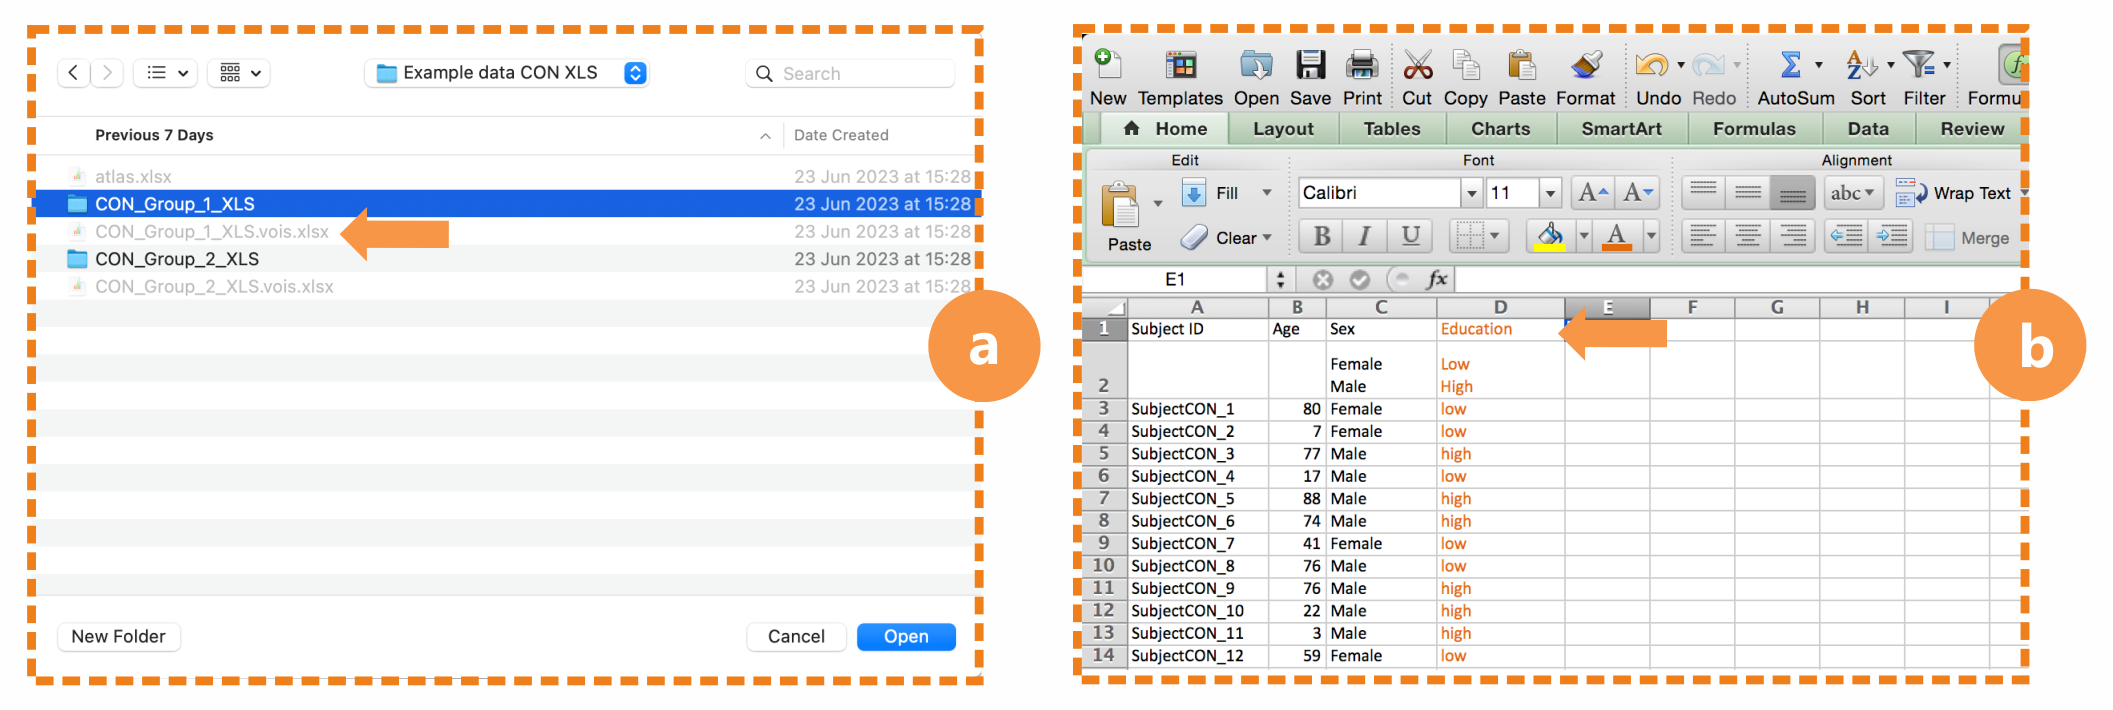 Example data CON XLS
Search
Previous 7 Days
Date Created
atlas.xlsx 23 Jun 2023 at 15:28
CON_Group_1_XLS 23 Jun 2023 at 15:28
CON_Group_1_XLS.vois.xlsx 23 Jun 2023 at 15:28
CON_Group_2_XLS 23 Jun 2023 at 15:28
CON_Group_2_XLS.vois.xlsx 23 Jun 2023 at 15:28
New Folder Cancel Open
a
New Templates Open Save Print Cut Copy Paste Format Undo Redo AutoSum Sort Filter Formu
Home Layout Tables Charts SmartArt Formulas Data Review
Edit Font Alignment
Fill Calibri 11 A A abc Wrap Text
Paste Clear B I U A Merge
E1 fx
A B C D E F G H I
1 Subject ID Age Sex Education
Female Low
2 Male High
3 SubjectCON_1 80 Female low
4 SubjectCON_2 7 Female low
5 SubjectCON_3 77 Male high
6 SubjectCON_4 17 Male low
7 SubjectCON_5 88 Male high
8 SubjectCON_6 74 Male high
9 SubjectCON_7 41 Female low
10 SubjectCON_8 76 Male low
11 SubjectCON_9 76 Male high
12 SubjectCON_10 22 Male high
13 SubjectCON_11 3 Male high
14 SubjectCON_12 59 Female low
b